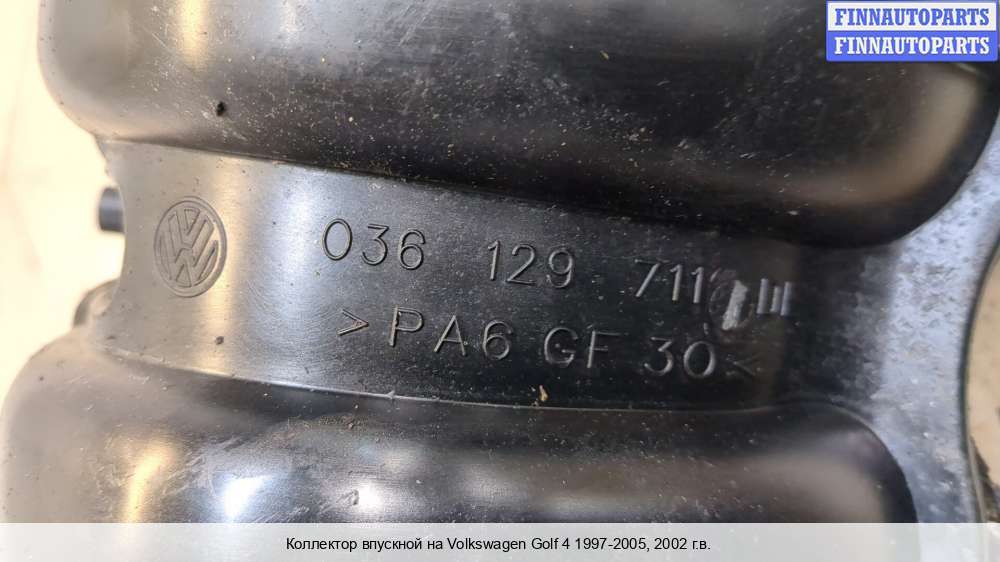 FINNAUTOPARTS
FINNAUTOPARTS
036 129 711
>PA6 GF 30<
Коллектор впускной на Volkswagen Golf 4 1997-2005, 2002 г.в.